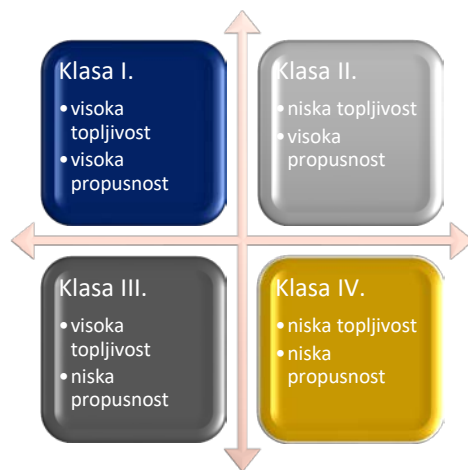 Klasa I.
• visoka
topljivost
• visoka
propusnost
Klasa II.
• niska topljivost
• visoka
propusnost
Klasa III.
• visoka
topljivost
• niska
propusnost
Klasa IV.
• niska topljivost
• niska
propusnost